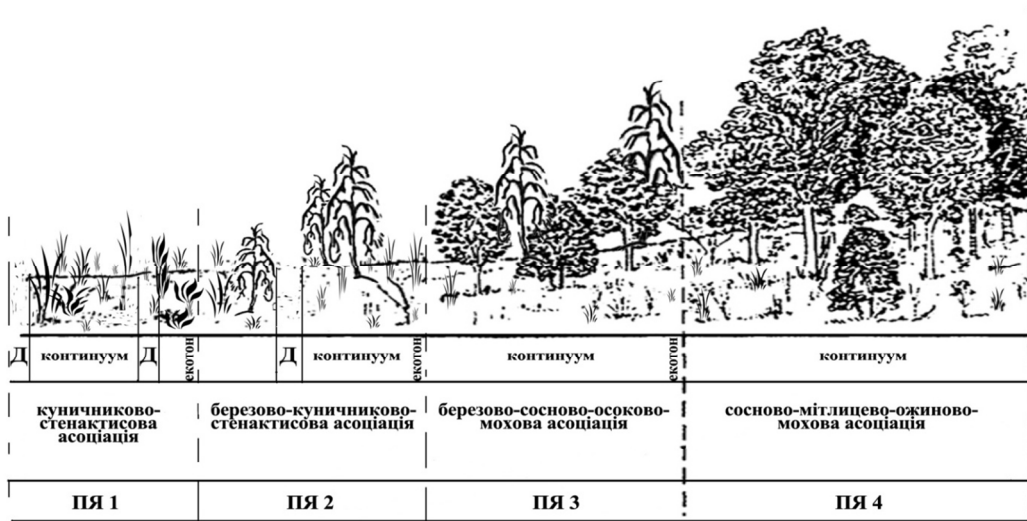 Д континуум Д екотон Д континуум екотон континуум екотон континуум
куничниково-
стенактисова
асоціація
березово-куничниково-
стенактисова асоціація
березово-сосново-осоково-
мохова асоціація
сосново-мітлицево-ожиново-
мохова асоціація
ПЯ 1 ПЯ 2 ПЯ 3 ПЯ 4